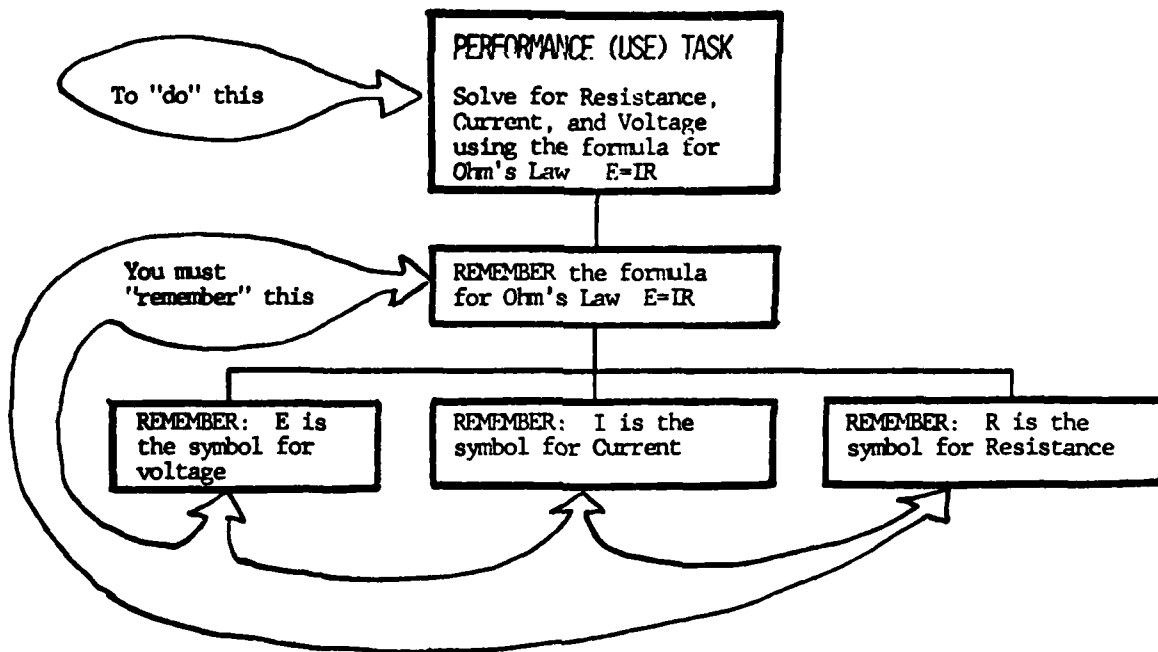 PERFORMANCE (USE) TASK
To "do" this
Solve for Resistance,
Current, and Voltage
using the formula for
Ohm's Law E=IR
You must
"remember" this
REMEMBER the formula
for Ohm's Law E=IR
REMEMBER: E is
the symbol for
voltage
REMEMBER: I is the
symbol for Current
REMEMBER: R is the
symbol for Resistance